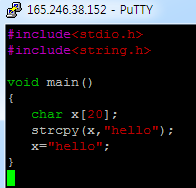 165.246.38.152 - PuTTY
#include<stdio.h>
#include<string.h>
void main()
{
char x[20];
strcpy(x,"hello");
x="hello";
}